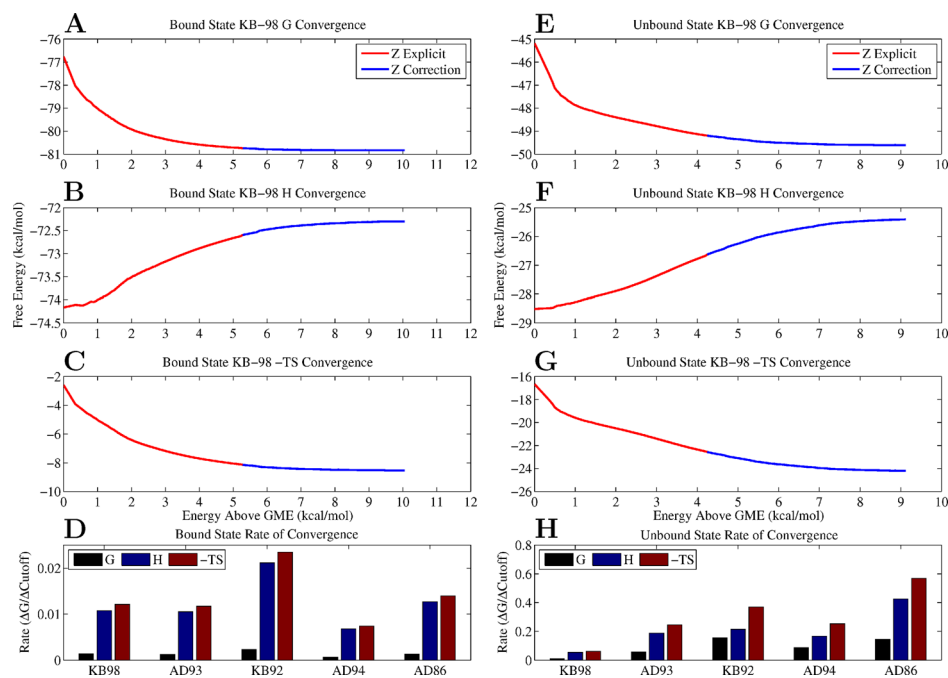 A
Bound State KB-98 G Convergence
−76
−77
−78
−79
−80
−81
Z Explicit
Z Correction
0 1 2 3 4 5 6 7 8 9 10 11
B
Bound State KB-98 H Convergence
−72
−72.5
−73
−73.5
−74
−74.5
Free Energy (kcal/mol)
0 1 2 3 4 5 6 7 8 9 10 11
C
Bound State KB-98 −TS Convergence
−2
−4
−6
−8
−10
0 1 2 3 4 5 6 7 8 9 10 11
Energy Above GME (kcal/mol)
D
Bound State Rate of Convergence
G H −TS
0.02
0.01
0
Rate (ΔG/ΔCutoff)
KB98 AD93 KB92 AD94 AD86
E
Unbound State KB-98 G Convergence
−45
−46
−47
−48
−49
−50
Z Explicit
Z Correction
0 1 2 3 4 5 6 7 8 9 10
F
Unbound State KB-98 H Convergence
−25
−26
−28
−29
Free Energy (kcal/mol)
0 1 2 3 4 5 6 7 8 9 10
G
Unbound State KB-98 −TS Convergence
−16
−18
−20
−22
−24
−26
0 1 2 3 4 5 6 7 8 9 10
Energy Above GME (kcal/mol)
H
Unbound State Rate of Convergence
G H −TS
0.8
0.6
0.4
0.2
0
Rate (ΔG/ΔCutoff)
KB98 AD93 KB92 AD94 AD86